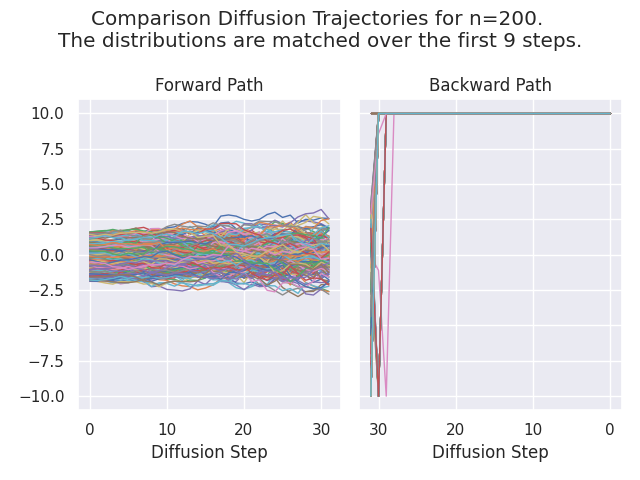 Comparison Diffusion Trajectories for n=200.
The distributions are matched over the first 9 steps.
Forward Path
Backward Path
10.0
7.5
5.0
2.5
0.0
−2.5
−5.0
−7.5
−10.0
0 10 20 30
30 20 10 0
Diffusion Step
Diffusion Step